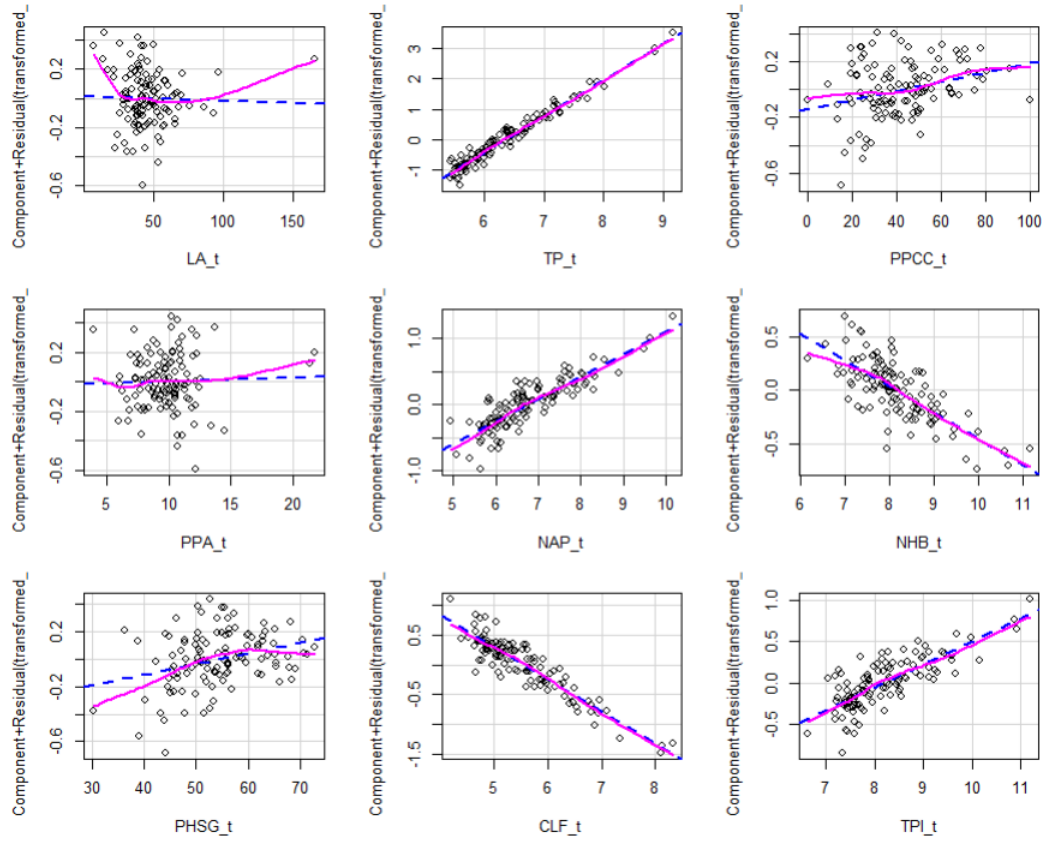 Component+Residual(transformed_
-0.6 -0.2 0.2
50 100 150
LA_t
Component+Residual(transformed_
-1 0 1 2 3
6 7 8 9
TP_t
Component+Residual(transformed_
-0.6 -0.2 0.2
0 20 40 60 80 100
PPCC_t
Component+Residual(transformed_
-0.6 -0.2 0.2
5 10 15 20
PPA_t
Component+Residual(transformed_
-1.0 0.0 1.0
5 6 7 8 9 10
NAP_t
Component+Residual(transformed_
-0.5 0.0 0.5
6 7 8 9 10 11
NHB_t
Component+Residual(transformed_
-0.6 -0.2 0.2
30 40 50 60 70
PHSG_t
Component+Residual(transformed_
-1.5 -0.5 0.5
5 6 7 8
CLF_t
Component+Residual(transformed_
-0.5 0.0 0.5 1.0
7 8 9 10 11
TPI_t